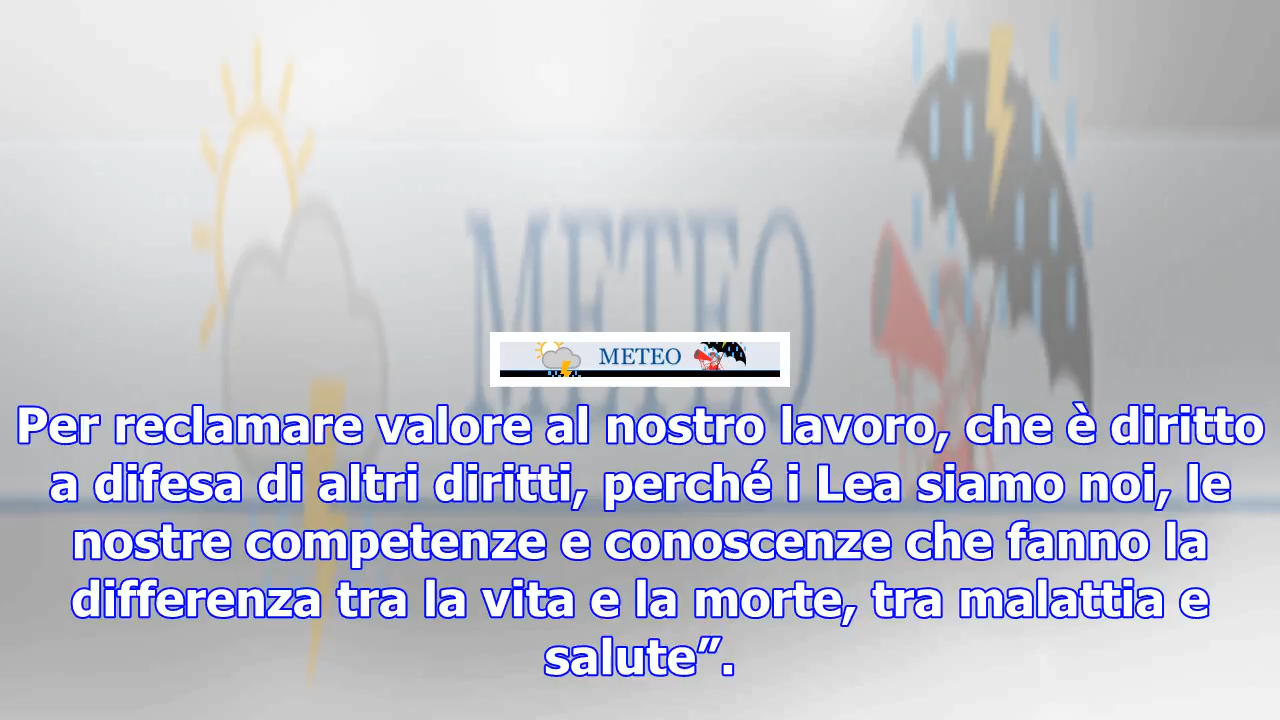 METEO
METEO
Per reclamare valore al nostro lavoro, che è diritto
a difesa di altri diritti, perché i Lea siamo noi, le
nostre competenze e conoscenze che fanno la
differenza tra la vita e la morte, tra malattia e
salute”.